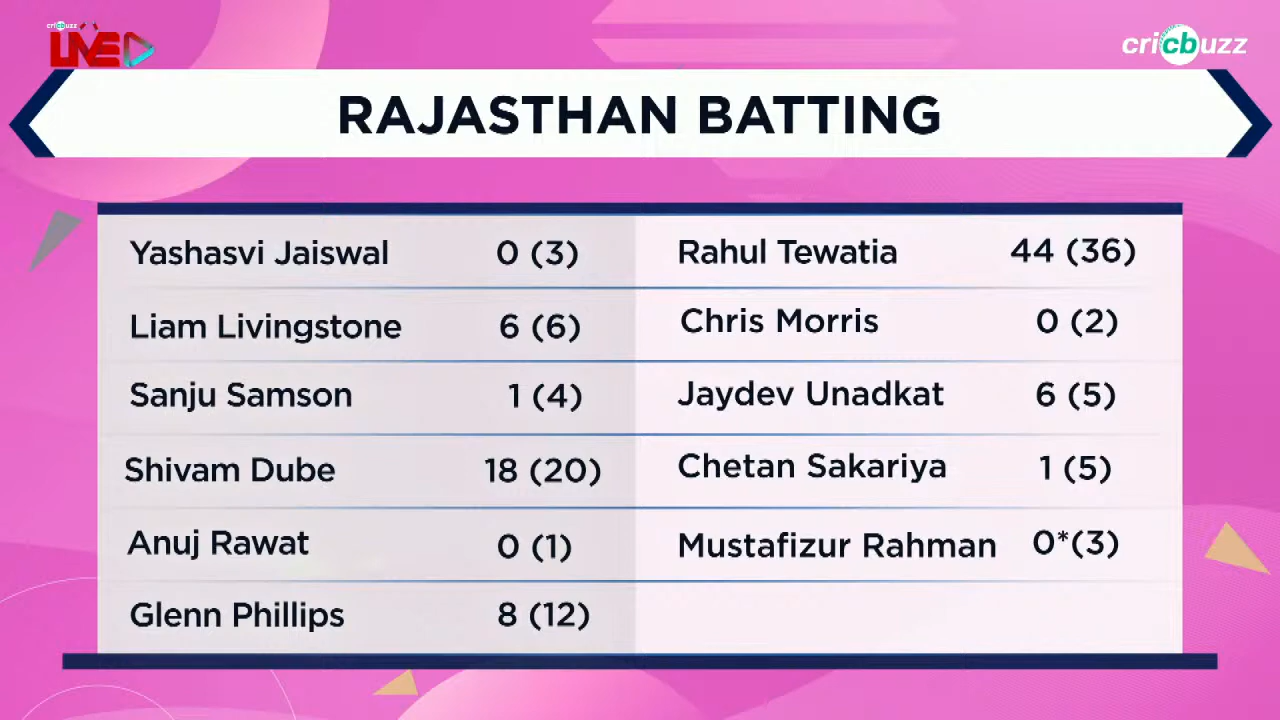 cricbuzz
LIVE
cricbuzz
RAJASTHAN BATTING
Yashasvi Jaiswal 0 (3)
Liam Livingstone 6 (6)
Sanju Samson 1 (4)
Shivam Dube 18 (20)
Anuj Rawat 0 (1)
Glenn Phillips 8 (12)
Rahul Tewatia 44 (36)
Chris Morris 0 (2)
Jaydev Unadkat 6 (5)
Chetan Sakariya 1 (5)
Mustafizur Rahman 0*(3)